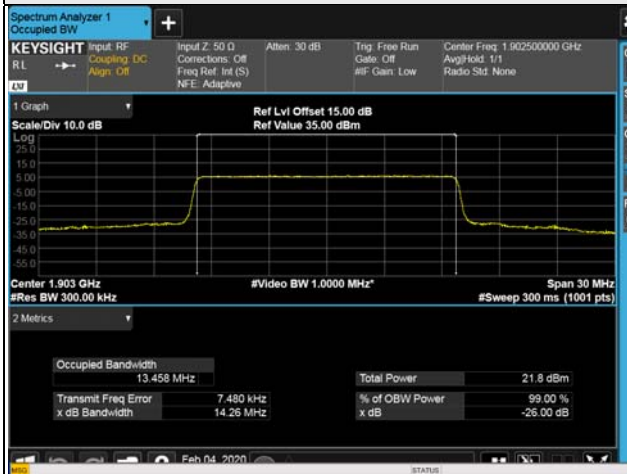 Spectrum Analyzer 1
Occupied BW
KEYSIGHT Input: RF Input Z: 50 Ω Atten: 30 dB Trig: Free Run Center Freq: 1.902500000 GHz
RL Coupling: DC Corrections: Off Gate: Off Avg|Hold: 1/1
Align: Off Freq Ref: Int (S) #IF Gain: Low Radio Std: None
NFE: Adaptive
1 Graph
Ref Lvl Offset 15.00 dB
Scale/Div 10.0 dB Ref Value 35.00 dBm
Log
25.0
15.0
5.00
-5.00
-15.0
-25.0
-35.0
-45.0
-55.0
Center 1.903 GHz #Video BW 1.0000 MHz* Span 30 MHz
#Res BW 300.00 kHz #Sweep 300 ms (1001 pts)
2 Metrics
Occupied Bandwidth
13.458 MHz Total Power 21.8 dBm
Transmit Freq Error 7.480 kHz % of OBW Power 99.00 %
x dB Bandwidth 14.26 MHz x dB -26.00 dB
Feb 04, 2020
MSG STATUS